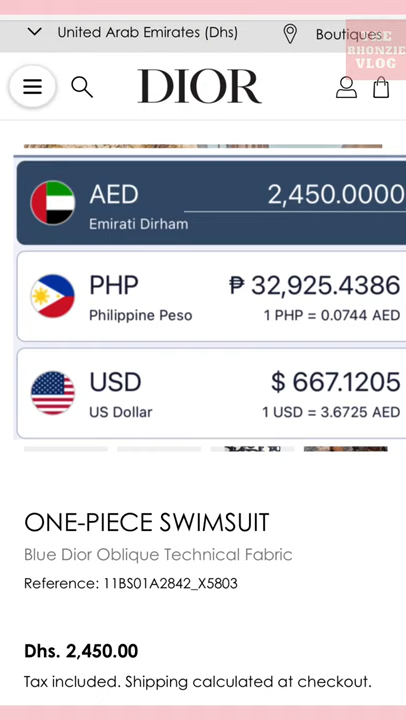 United Arab Emirates (Dhs)
Boutiques
RHONZIE
VLOG
DIOR
AED
2,450.0000
Emirati Dirham
PHP
₱ 32,925.4386
Philippine Peso
1 PHP = 0.0744 AED
USD
$ 667.1205
US Dollar
1 USD = 3.6725 AED
ONE-PIECE SWIMSUIT
Blue Dior Oblique Technical Fabric
Reference: 11BS01A2842_X5803
Dhs. 2,450.00
Tax included. Shipping calculated at checkout.